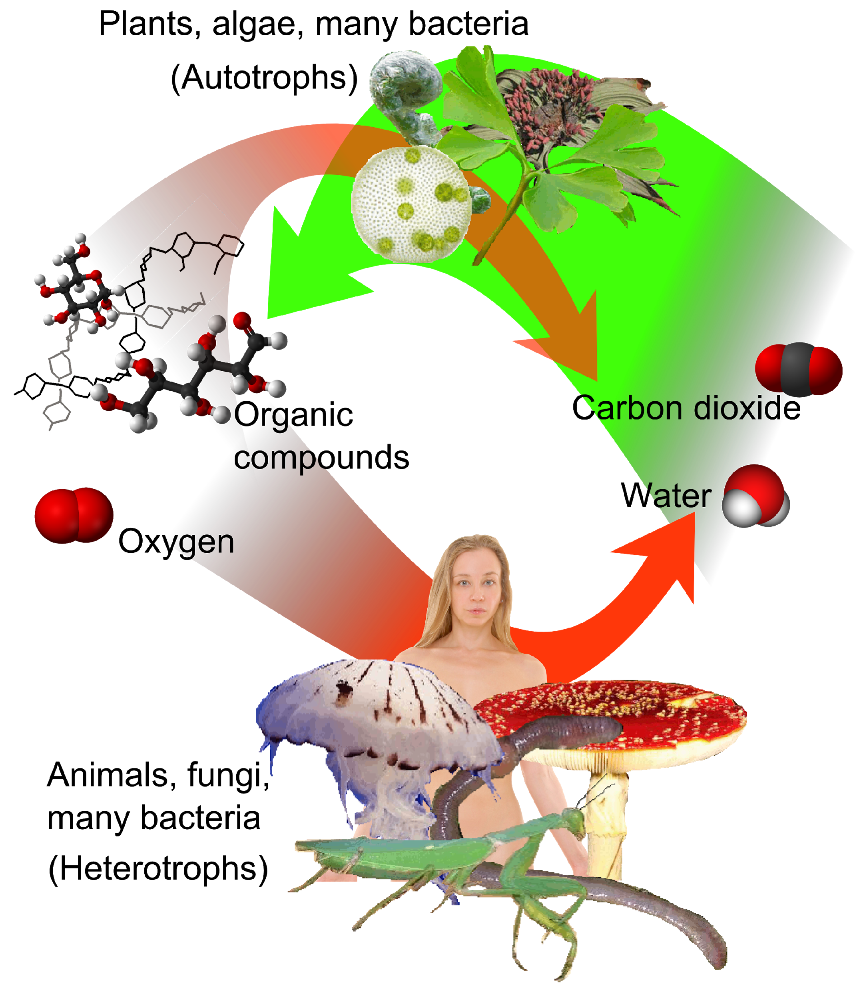 Plants, algae, many bacteria
(Autotrophs)
Organic
compounds
Carbon dioxide
Water
Oxygen
Animals, fungi,
many bacteria
(Heterotrophs)